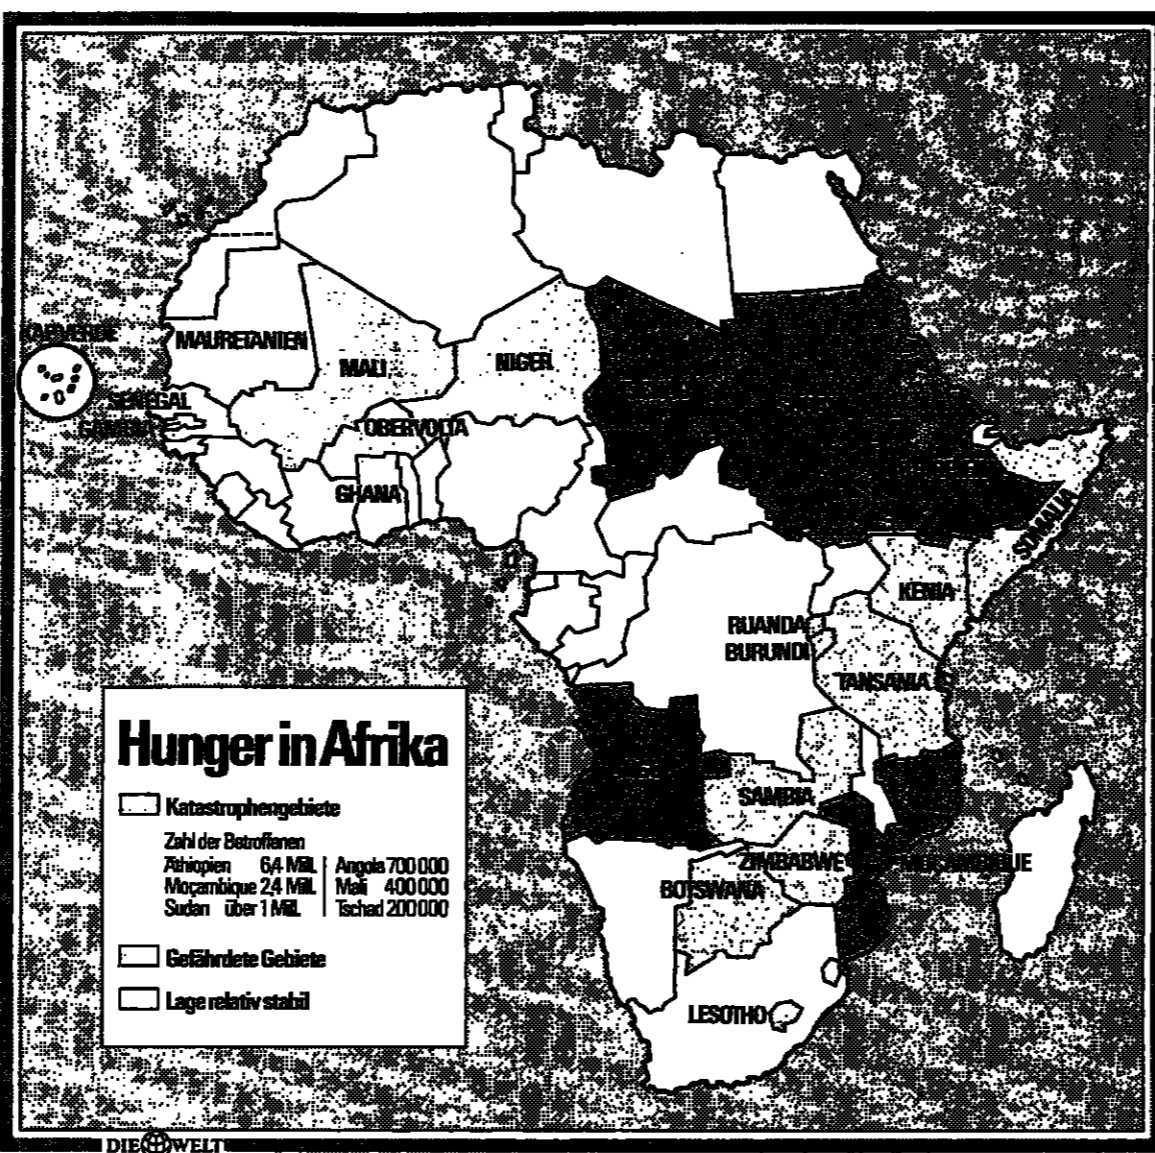 KAPVERDE
MAURETANIEN
MALI
NIGER
SENEGAL
GAMBIA
OBERVOLTA
GHANA
SOMALIA
KENIA
RUANDA
BURUNDI
TANSANIA
SAMBIA
ZIMBABWE
MOÇAMBIQUE
BOTSWANA
LESOTHO
Hunger in Afrika
Katastrophengebiete
Zahl der Betroffenen
Äthiopien 6,4 Mill. Angola 700 000
Moçambique 2,4 Mill. Mali 400 000
Sudan über 1 Mill. Tschad 200 000
Gefährdete Gebiete
Lage relativ stabil
DIE WELT